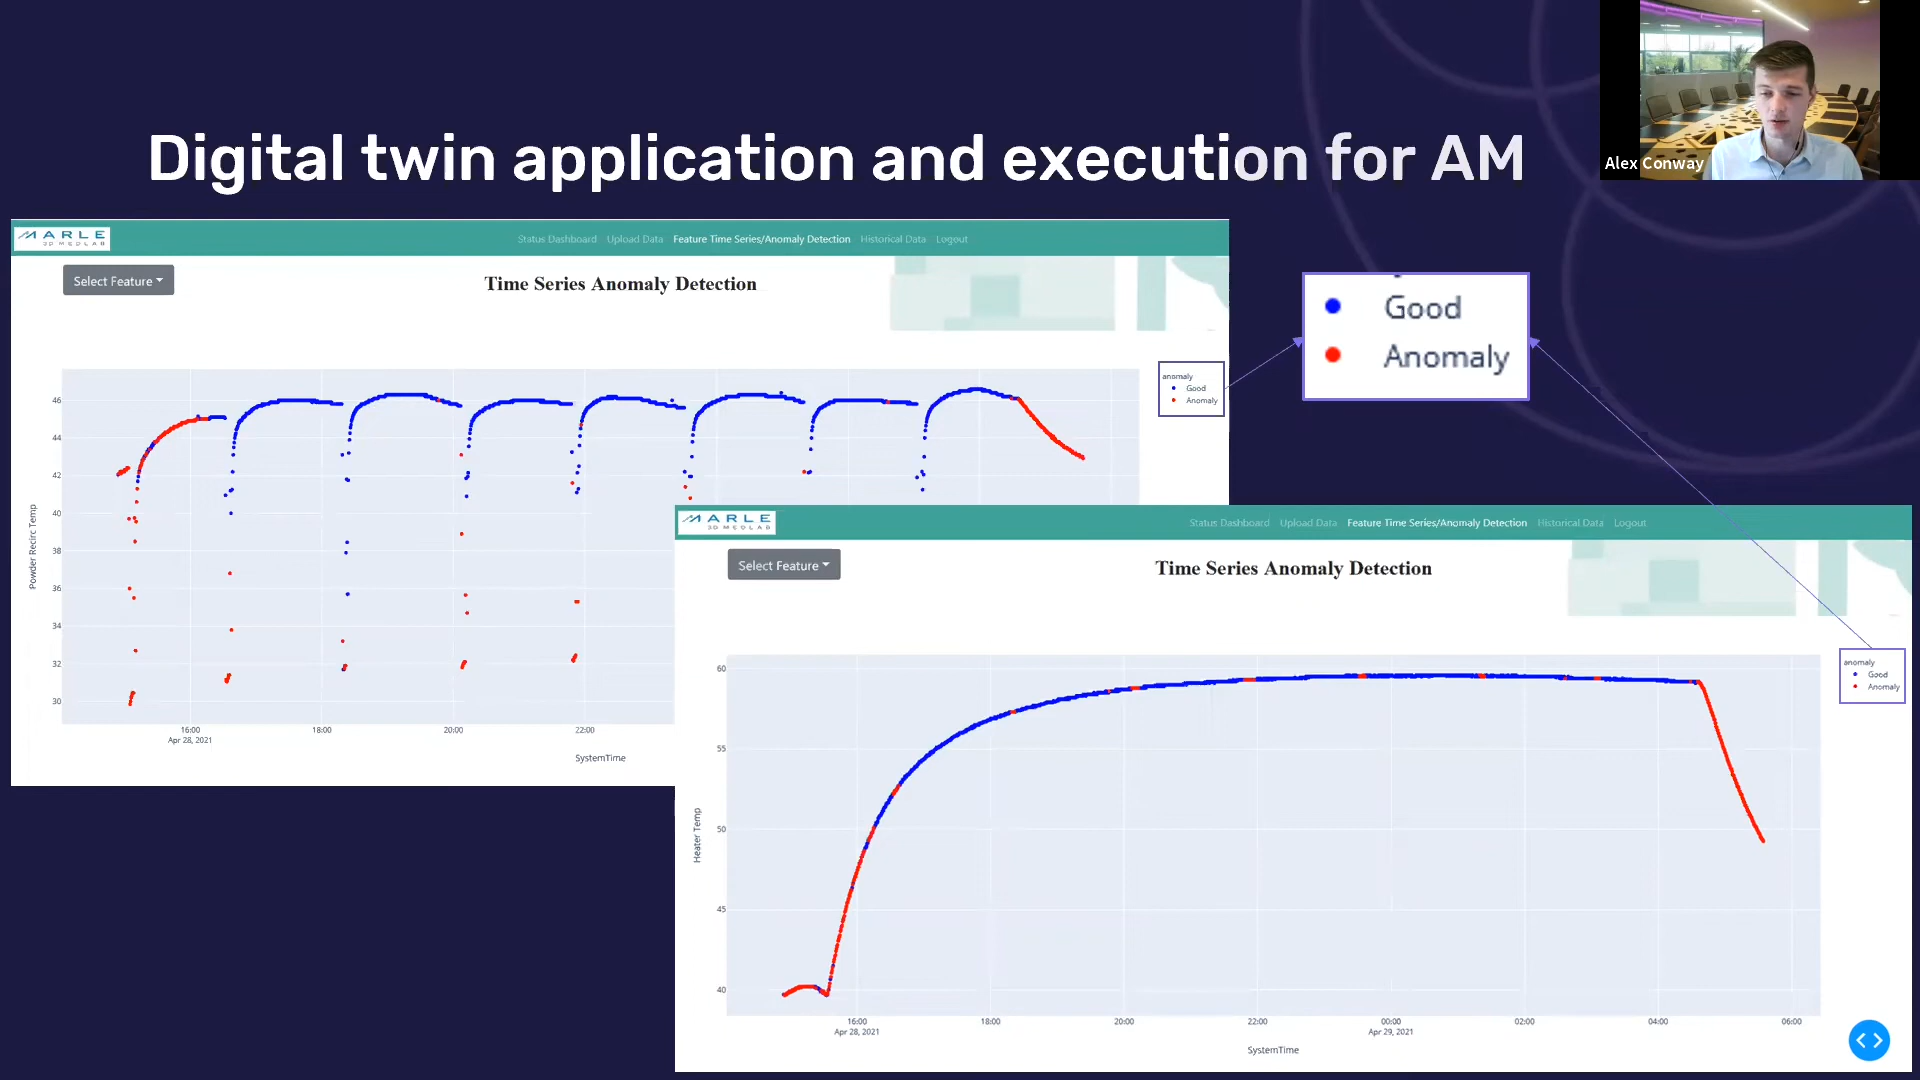 Digital twin application and execution for AM
Alex Conway
MARLE
3D MEDLAB
Status Dashboard Upload Data Feature Time Series/Anomaly Detection Historical Data Logout
Select Feature
Time Series Anomaly Detection
anomaly
Good
Anomaly
Good
Anomaly
46
44
42
40
38
36
34
32
30
Powder Recirc Temp
16:00 18:00 20:00 22:00
Apr 28, 2021
SystemTime
MARLE
3D MEDLAB
Status Dashboard Upload Data Feature Time Series/Anomaly Detection Historical Data Logout
Select Feature
Time Series Anomaly Detection
anomaly
Good
Anomaly
60
55
50
45
40
Heater Temp
16:00 18:00 20:00 22:00 00:00 02:00 04:00 06:00
Apr 28, 2021 Apr 29, 2021
SystemTime